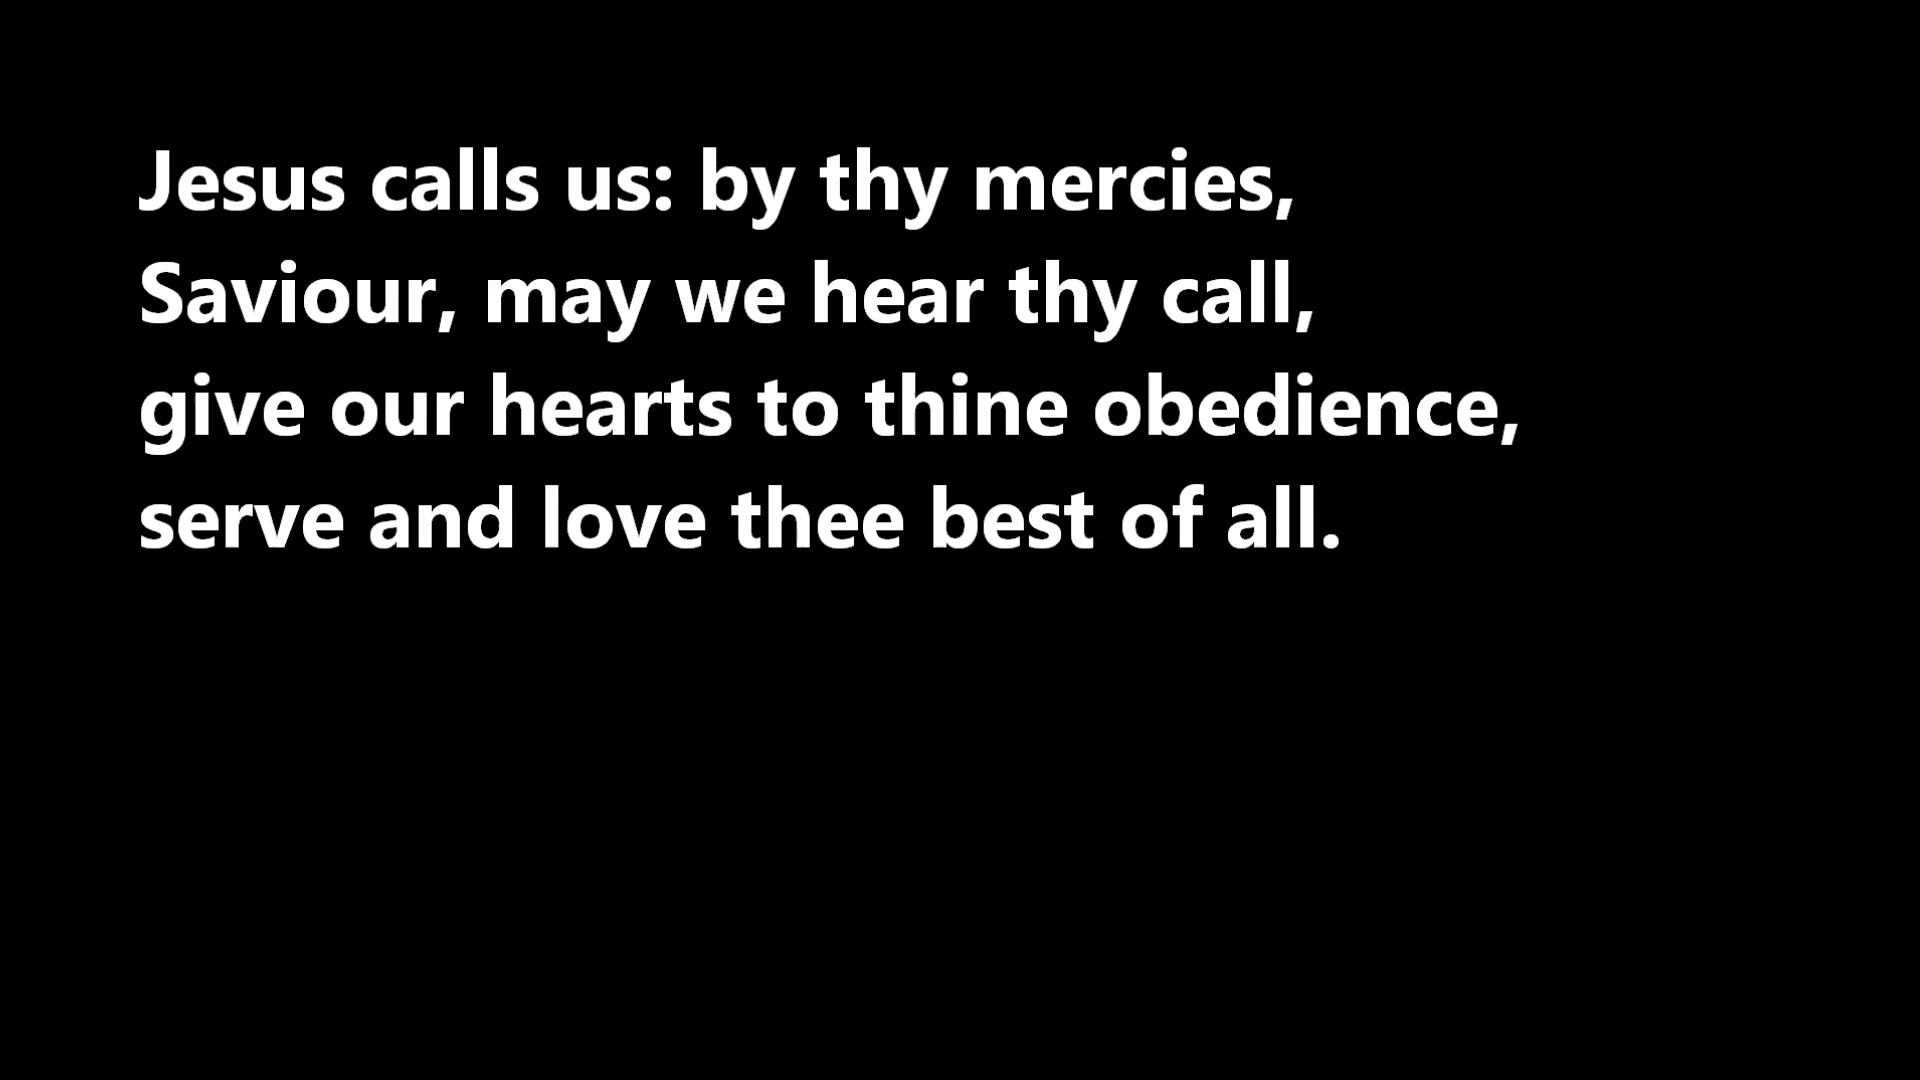 Jesus calls us: by thy mercies,
Saviour, may we hear thy call,
give our hearts to thine obedience,
serve and love thee best of all.